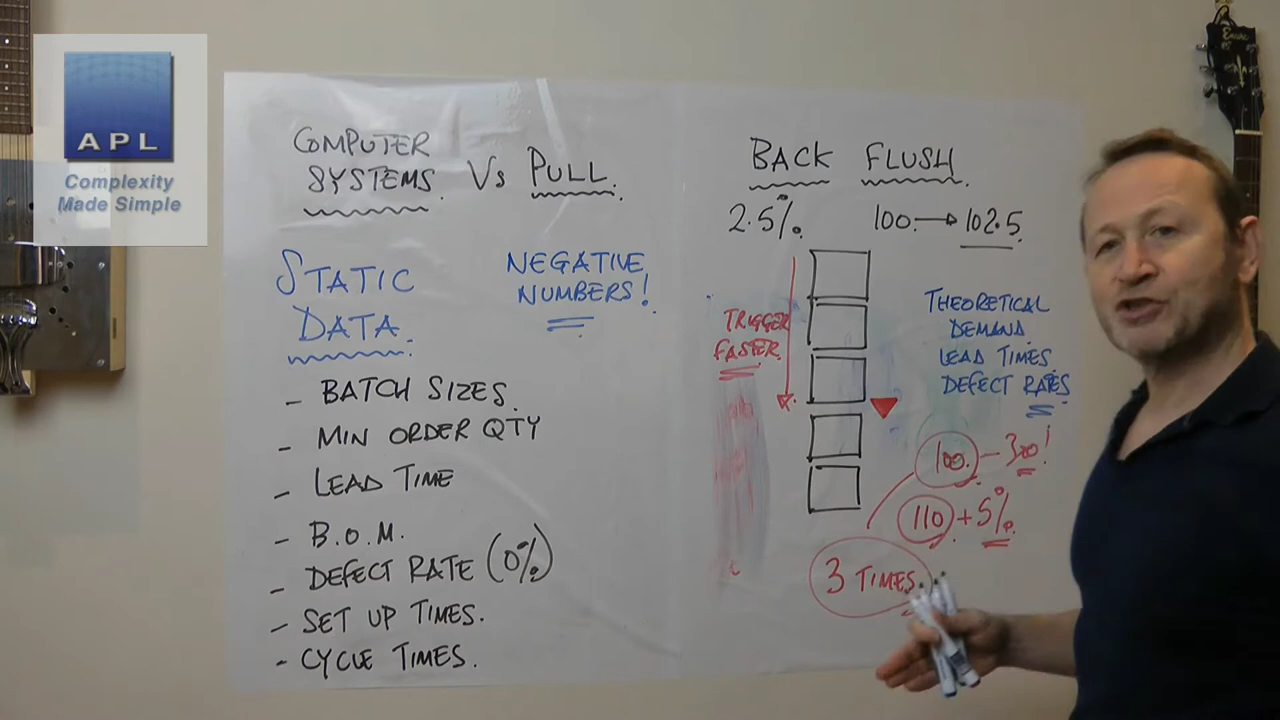 APL
Complexity
Made Simple
COMPUTER
SYSTEMS Vs PULL.
STATIC
DATA.
NEGATIVE
NUMBERS!
- BATCH SIZES.
- MIN ORDER QTY
- LEAD TIME
- B.O.M.
- DEFECT RATE (0%)
- SET UP TIMES.
- CYCLE TIMES.
BACK FLUSH.
2.5% 100. → 102.5
TRIGGER
FASTER.
THEORETICAL
DEMAND
LEAD TIMES
DEFECT RATES
100. - 300!
110 + 5%
3 TIMES.